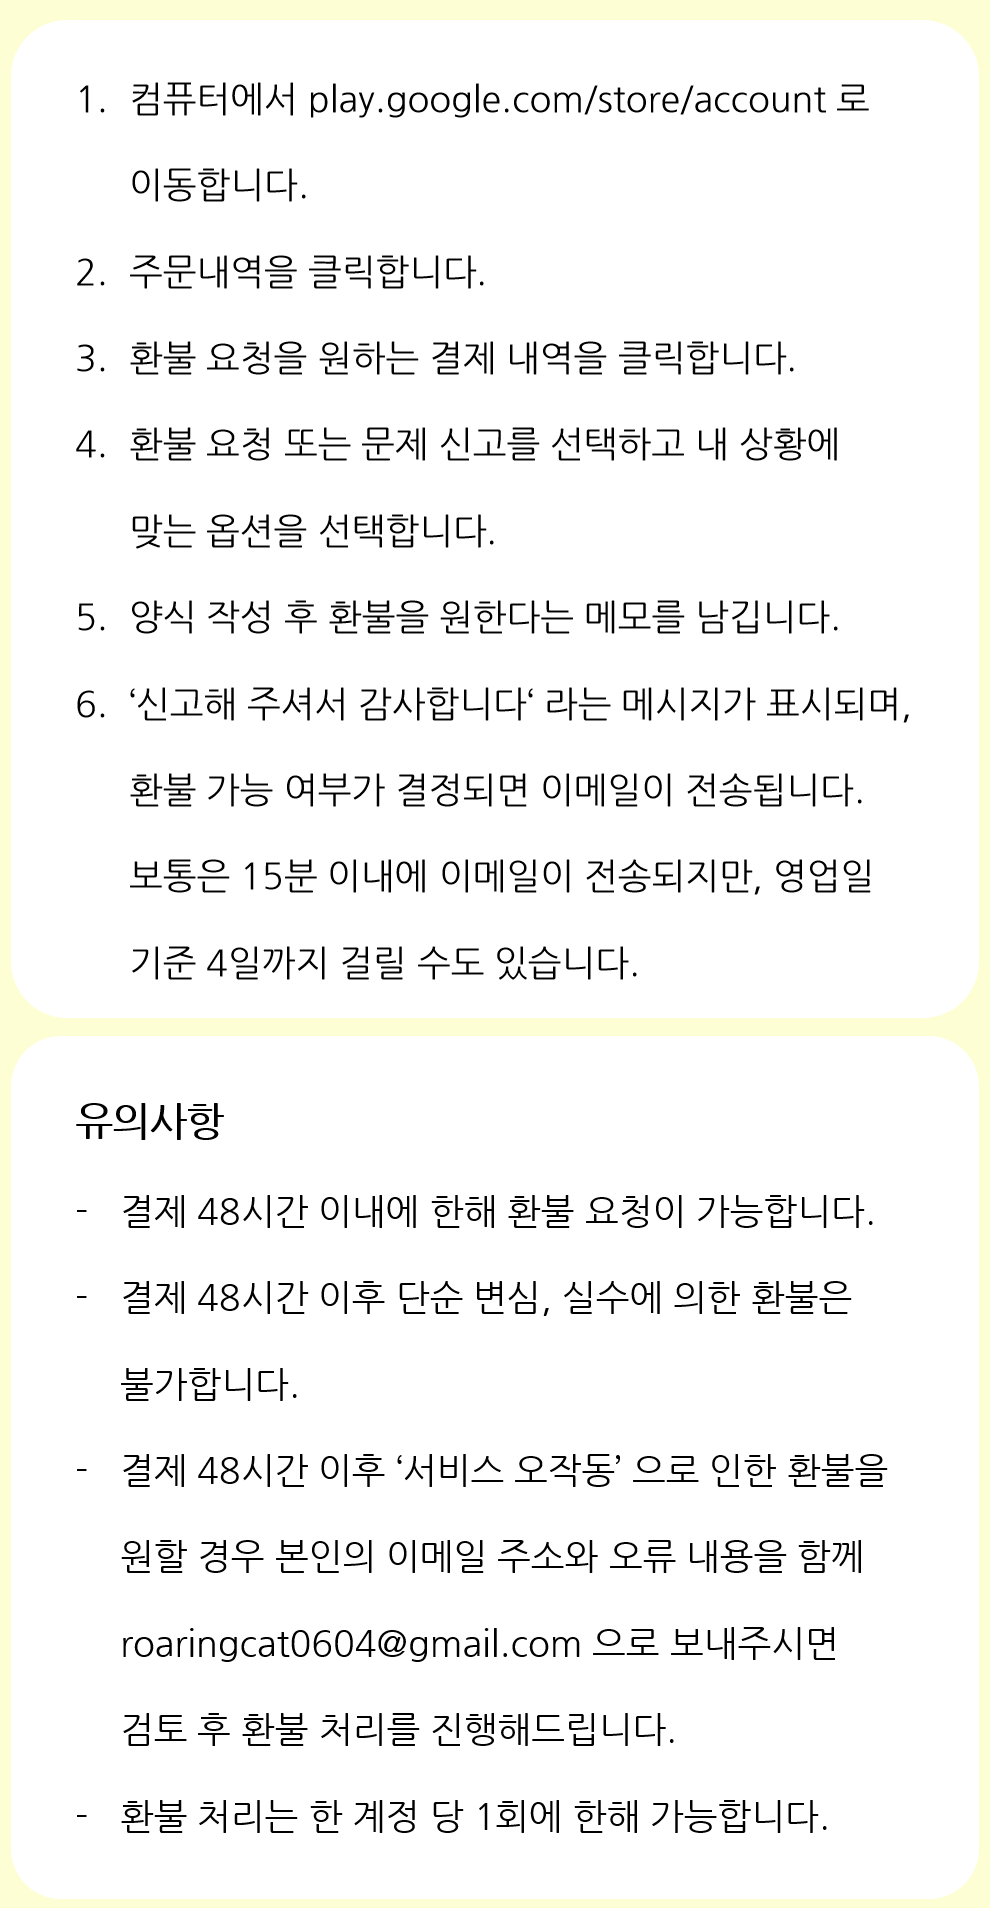 1. 컴퓨터에서 play.google.com/store/account 로
이동합니다.
2. 주문내역을 클릭합니다.
3. 환불 요청을 원하는 결제 내역을 클릭합니다.
4. 환불 요청 또는 문제 신고를 선택하고 내 상황에
맞는 옵션을 선택합니다.
5. 양식 작성 후 환불을 원한다는 메모를 남깁니다.
6. ‘신고해 주셔서 감사합니다‘ 라는 메시지가 표시되며,
환불 가능 여부가 결정되면 이메일이 전송됩니다.
보통은 15분 이내에 이메일이 전송되지만, 영업일
기준 4일까지 걸릴 수도 있습니다.
유의사항
- 결제 48시간 이내에 한해 환불 요청이 가능합니다.
- 결제 48시간 이후 단순 변심, 실수에 의한 환불은
불가합니다.
- 결제 48시간 이후 ‘서비스 오작동’ 으로 인한 환불을
원할 경우 본인의 이메일 주소와 오류 내용을 함께
roaringcat0604@gmail.com 으로 보내주시면
검토 후 환불 처리를 진행해드립니다.
- 환불 처리는 한 계정 당 1회에 한해 가능합니다.